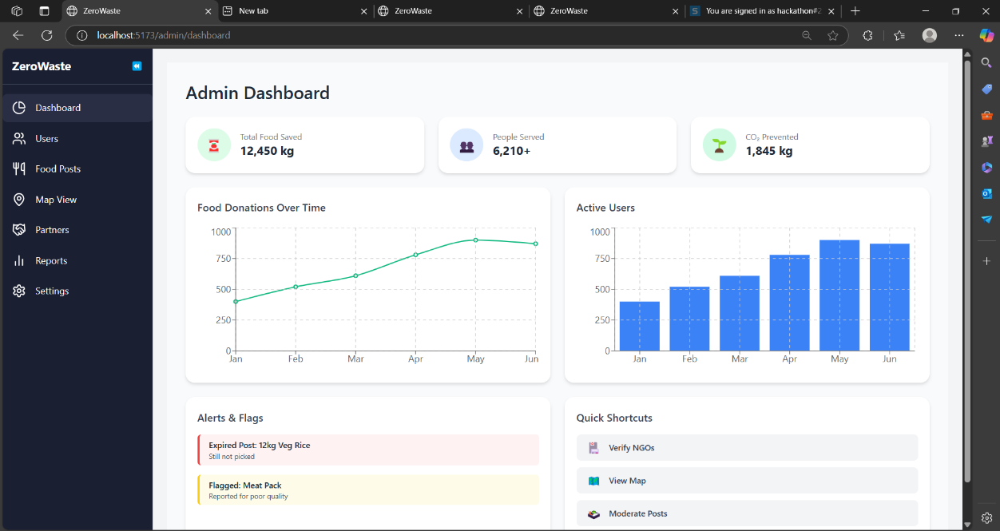 ZeroWaste
New tab
ZeroWaste
ZeroWaste
You are signed in as hackathon#2
localhost:5173/admin/dashboard
ZeroWaste
Dashboard
Users
Food Posts
Map View
Partners
Reports
Settings
Admin Dashboard
Total Food Saved
12,450 kg
People Served
6,210+
CO₂ Prevented
1,845 kg
Food Donations Over Time
1000
750
500
250
0
Jan Feb Mar Apr May Jun
Active Users
1000
750
500
250
0
Jan Feb Mar Apr May Jun
Alerts & Flags
Expired Post: 12kg Veg Rice
Still not picked
Flagged: Meat Pack
Reported for poor quality
Quick Shortcuts
Verify NGOs
View Map
Moderate Posts